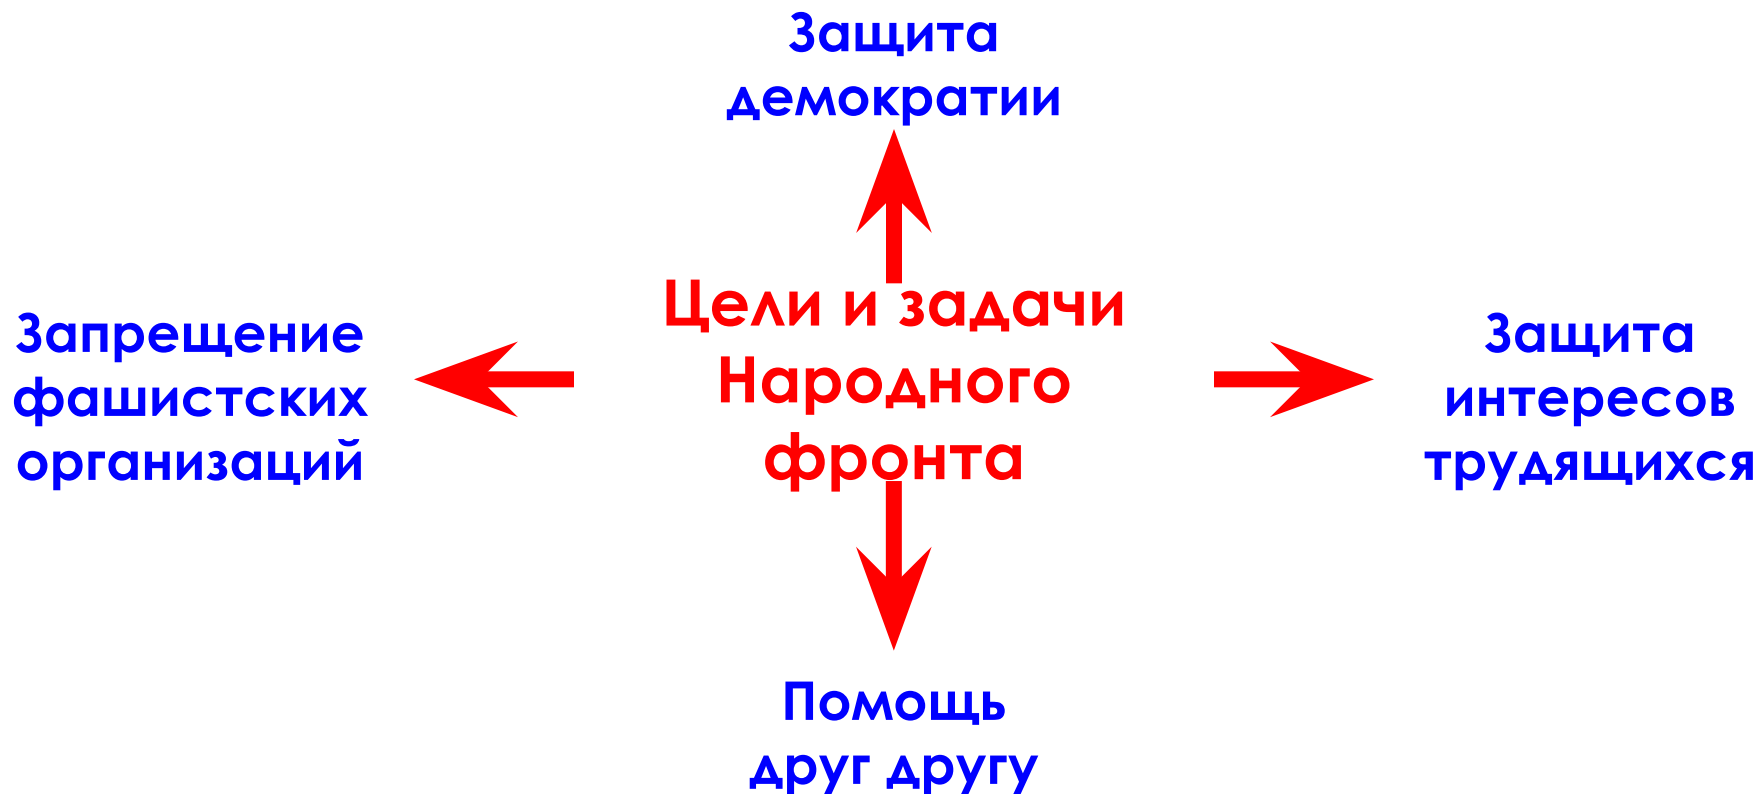 Защита
демократии
Цели и задачи
Народного
фронта
Запрещение
фашистских
организаций
Защита
интересов
трудящихся
Помощь
друг другу